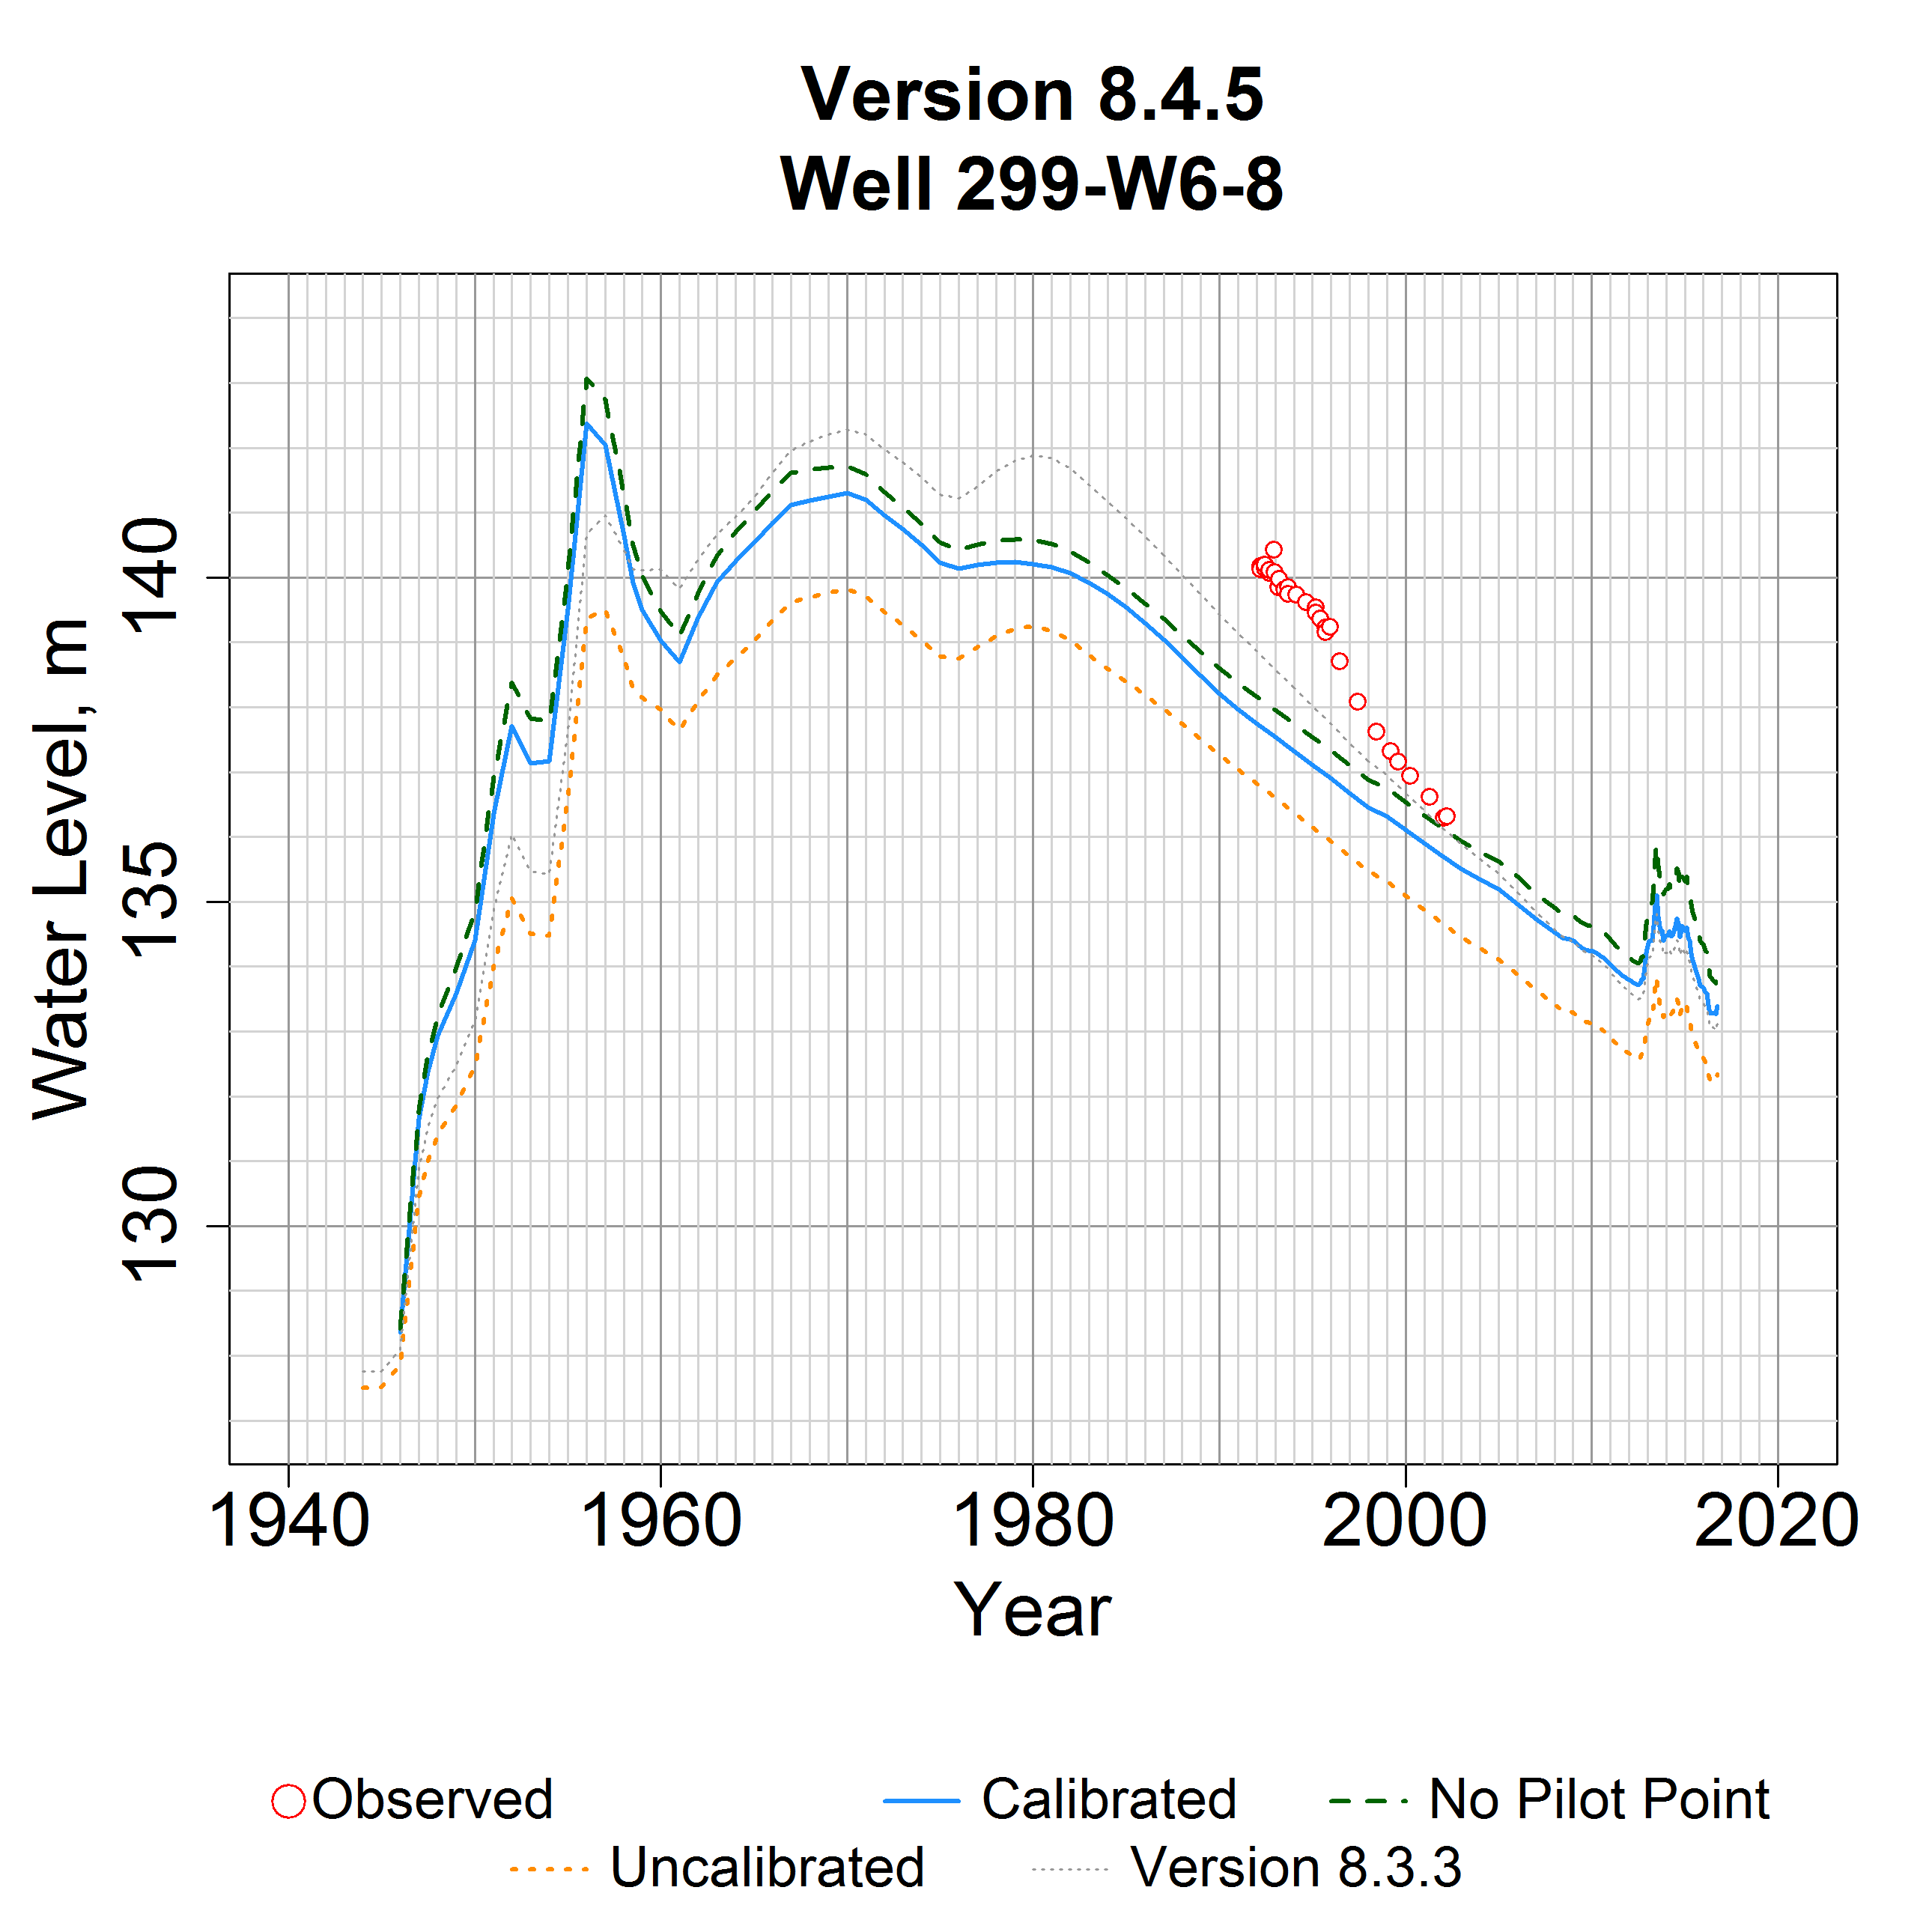 Version 8.4.5
Well 299-W6-8
Water Level, m
140
135
130
1940 1960 1980 2000 2020
Year
Observed Calibrated No Pilot Point
Uncalibrated Version 8.3.3